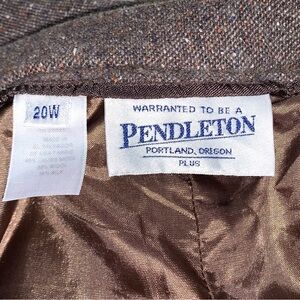 20W
WARRANTED TO BE A
PENDLETON
PORTLAND, OREGON
PLUS